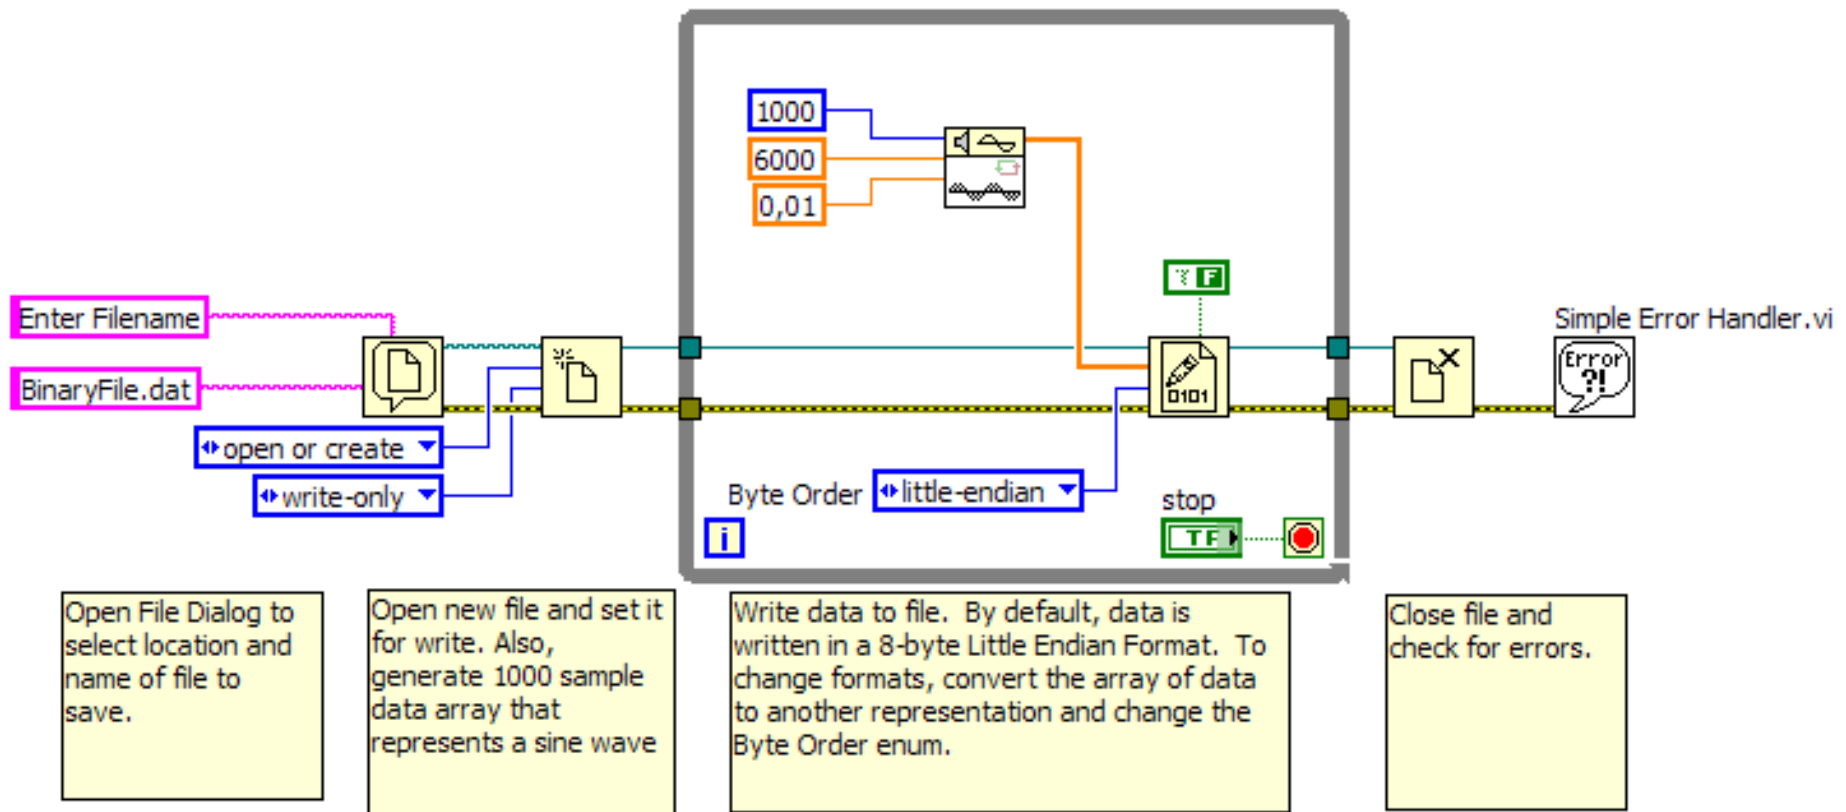 1000
6000
0,01
F
Enter Filename
BinaryFile.dat
open or create
write-only
0101
Simple Error Handler.vi
Error
?!
Byte Order
little-endian
stop
TF
i
Open File Dialog to
select location and
name of file to
save.
Open new file and set it
for write. Also,
generate 1000 sample
data array that
represents a sine wave
Write data to file.  By default, data is
written in a 8-byte Little Endian Format.  To
change formats, convert the array of data
to another representation and change the
Byte Order enum.
Close file and
check for errors.